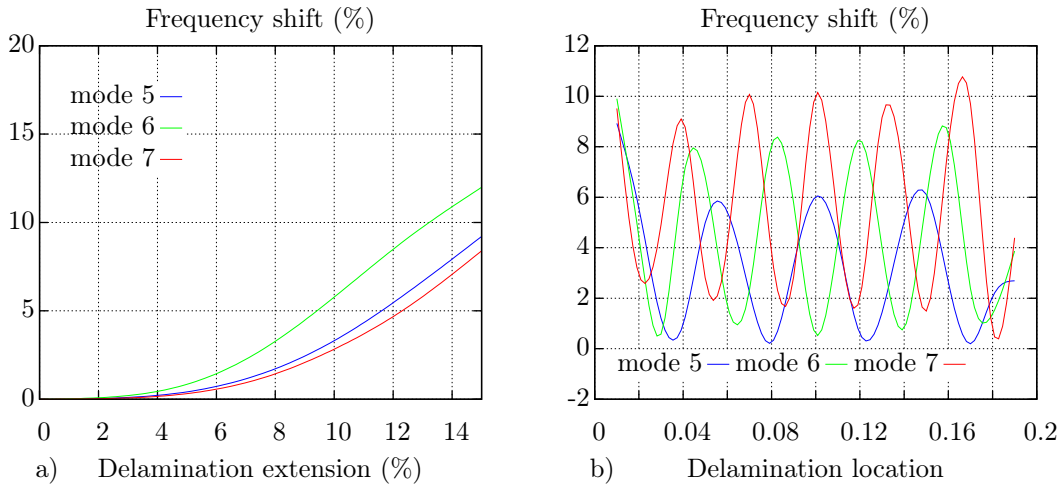 Frequency shift (%)
20
15
10
5
0
mode 5
mode 6
mode 7
0 2 4 6 8 10 12 14
a) Delamination extension (%)
Frequency shift (%)
12
10
8
6
4
2
0
-2
mode 5 mode 6 mode 7
0 0.04 0.08 0.12 0.16 0.2
b) Delamination location